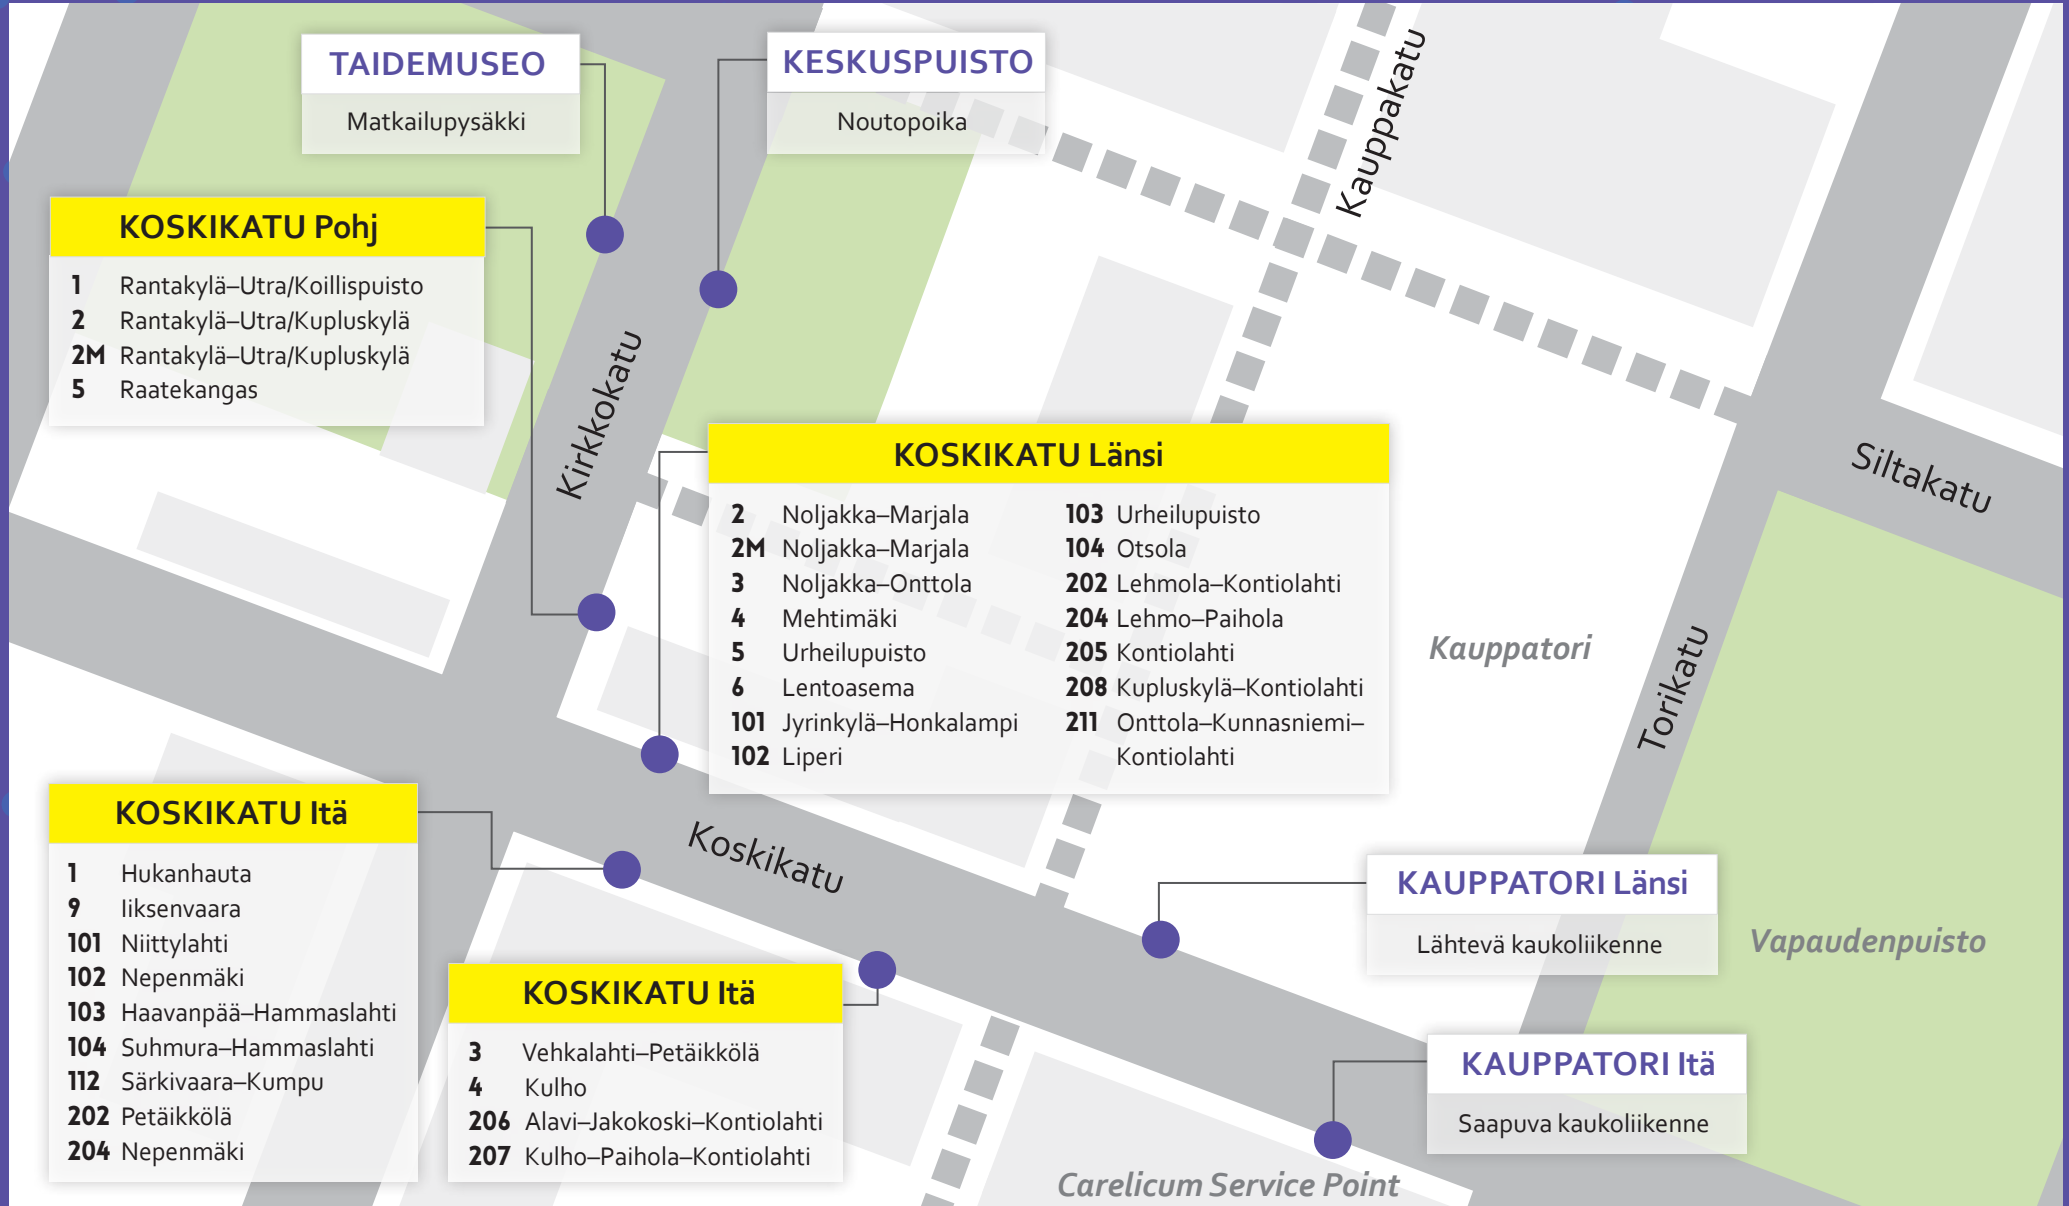 TAIDEMUSEO
Matkailupysäkki
KESKUSPUISTO
Noutopoika
Kauppakatu
KOSKIKATU Pohj
1 Rantakylä–Utra/Koillispuisto
2 Rantakylä–Utra/Kupluskylä
2M Rantakylä–Utra/Kupluskylä
5 Raatekangas
Kirkkokatu
Siltakatu
KOSKIKATU Länsi
2 Noljakka–Marjala
2M Noljakka–Marjala
3 Noljakka–Onttola
4 Mehtimäki
5 Urheilupuisto
6 Lentoasema
101 Jyrinkylä–Honkalampi
102 Liperi
103 Urheilupuisto
104 Otsola
202 Lehmola–Kontiolahti
204 Lehmo–Paihola
205 Kontiolahti
208 Kupluskylä–Kontiolahti
211 Onttola–Kunnasniemi–
Kontiolahti
Kauppatori
Torikatu
KOSKIKATU Itä
1 Hukanhauta
9 Iiksenvaara
101 Niittylahti
102 Nepenmäki
103 Haavanpää–Hammaslahti
104 Suhmura–Hammaslahti
112 Särkivaara–Kumpu
202 Petäikkölä
204 Nepenmäki
Koskikatu
KOSKIKATU Itä
3 Vehkalahti–Petäikkölä
4 Kulho
206 Alavi–Jakokoski–Kontiolahti
207 Kulho–Paihola–Kontiolahti
KAUPPATORI Länsi
Lähtevä kaukoliikenne
Vapaudenpuisto
KAUPPATORI Itä
Saapuva kaukoliikenne
Carelicum Service Point